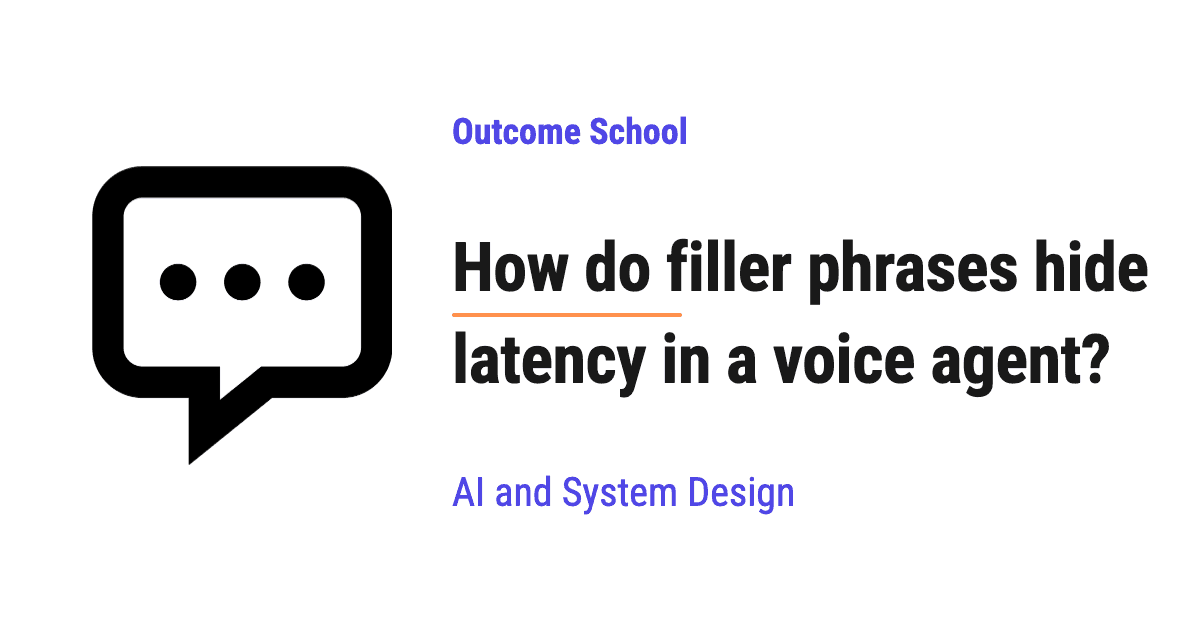 Outcome School
How do filler phrases hide
latency in a voice agent?
AI and System Design